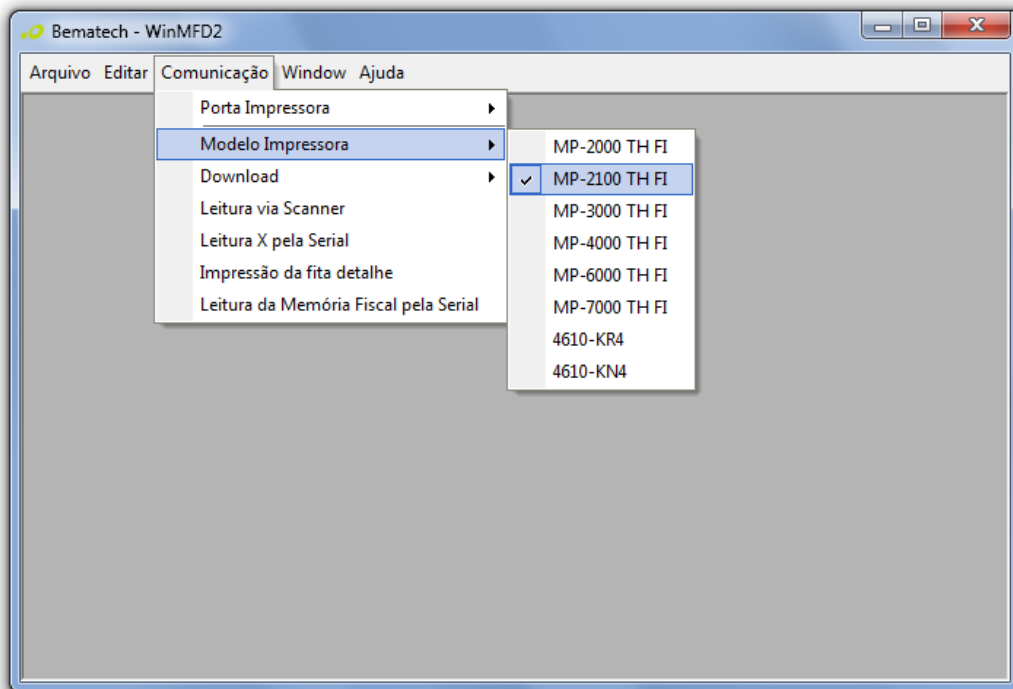 Bematech - WinMFD2
Arquivo Editar Comunicação Window Ajuda
Porta Impressora
Modelo Impressora
Download
Leitura via Scanner
Leitura X pela Serial
Impressão da fita detalhe
Leitura da Memória Fiscal pela Serial
MP-2000 TH FI
MP-2100 TH FI
MP-3000 TH FI
MP-4000 TH FI
MP-6000 TH FI
MP-7000 TH FI
4610-KR4
4610-KN4